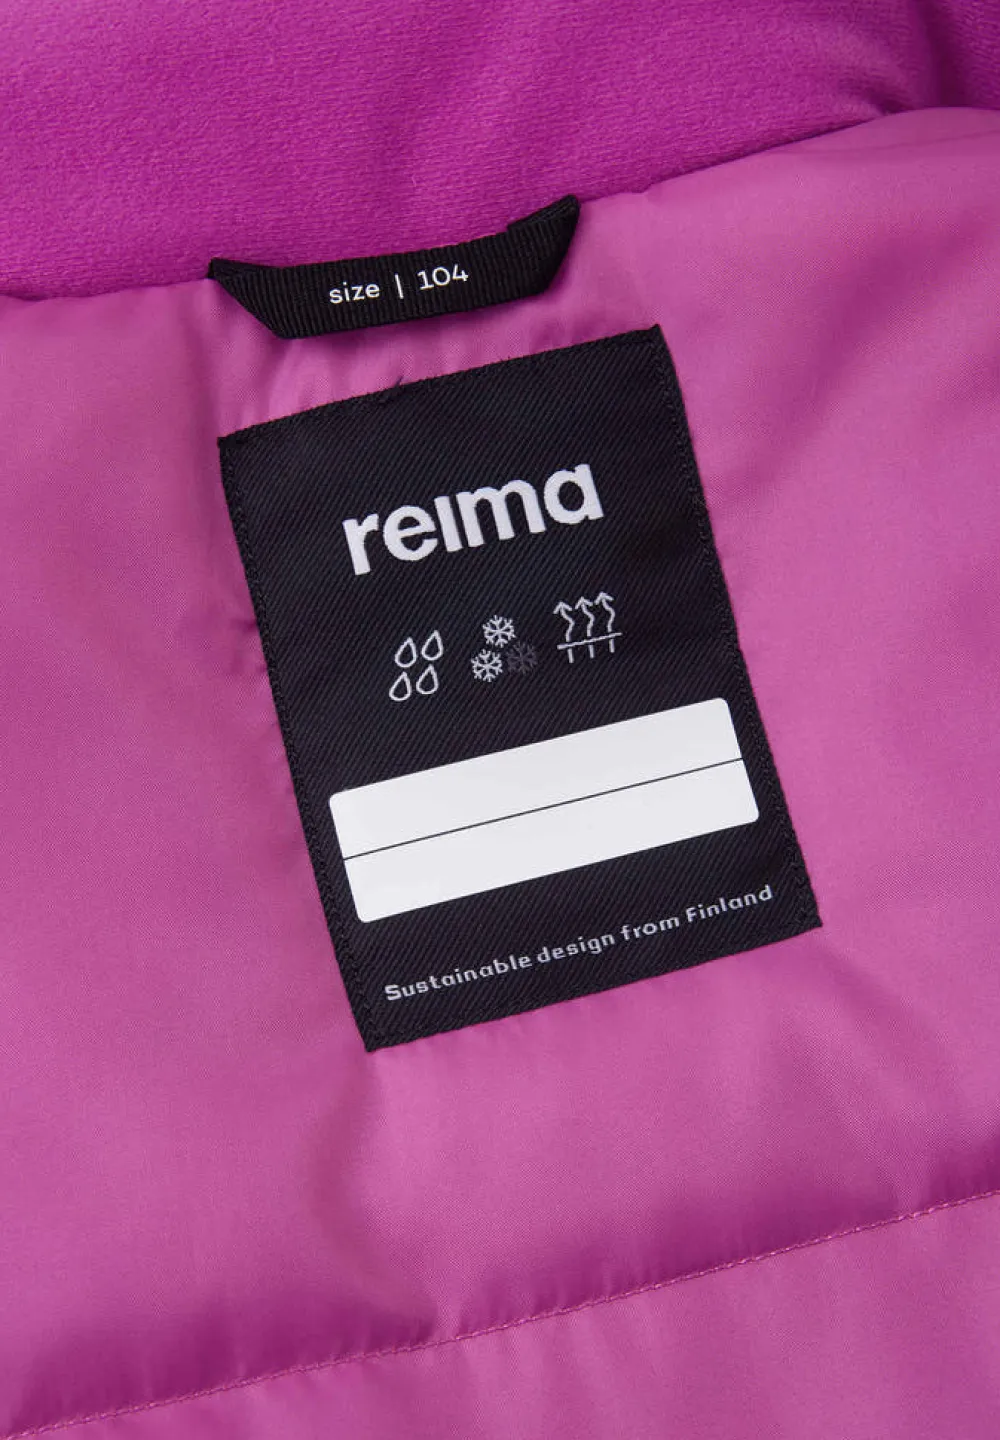 size | 104
reima
Sustainable design from Finland